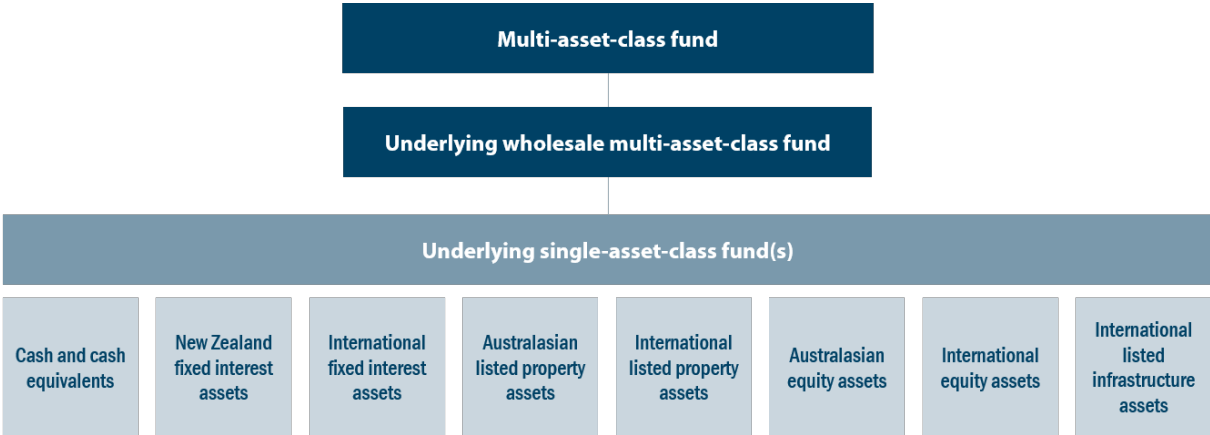 Multi-asset-class fund
Underlying wholesale multi-asset-class fund
Underlying single-asset-class fund(s)
Cash and cash
equivalents
New Zealand
fixed interest
assets
International
fixed interest
assets
Australasian
listed property
assets
International
listed property
assets
Australasian
equity assets
International
equity assets
International
listed
infrastructure
assets